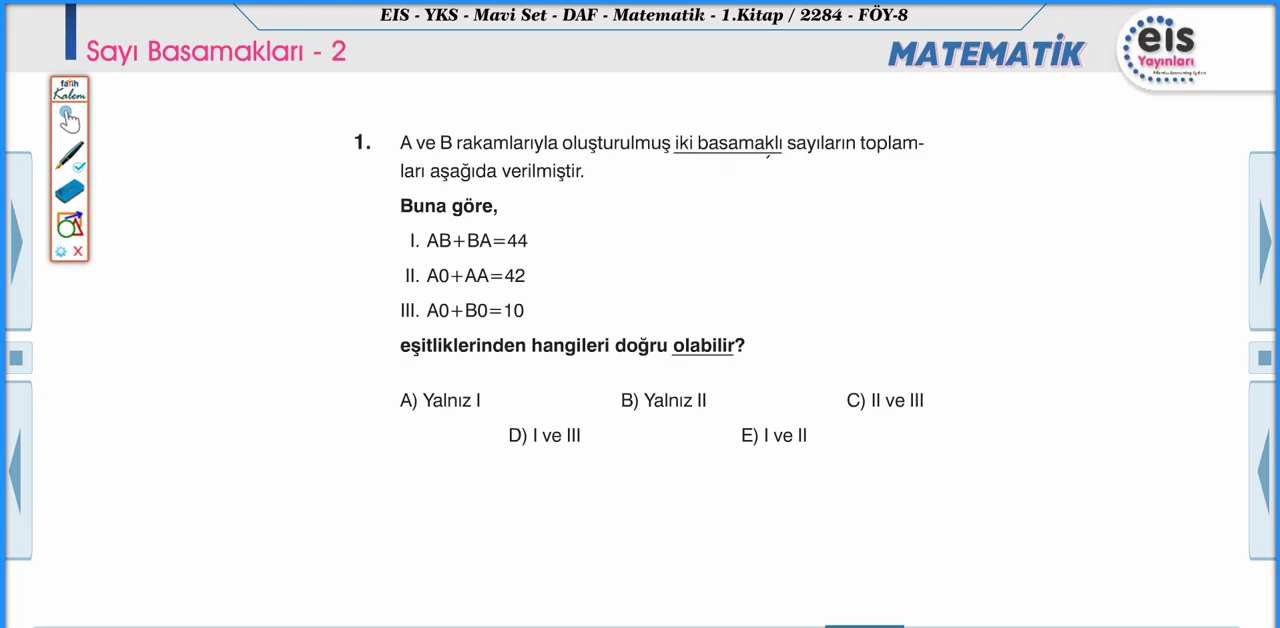 EIS - YKS - Mavi Set - DAF - Matematik - 1.Kitap / 2284 - FÖY-8
Sayı Basamakları - 2
MATEMATİK
eis
Yayınları
fatih
Kalem
1. A ve B rakamlarıyla oluşturulmuş iki basamaklı sayıların toplam-
ları aşağıda verilmiştir.
Buna göre,
I. AB+BA=44
II. A0+AA=42
III. A0+B0=10
eşitliklerinden hangileri doğru olabilir?
A) Yalnız I B) Yalnız II C) II ve III
D) I ve III E) I ve II